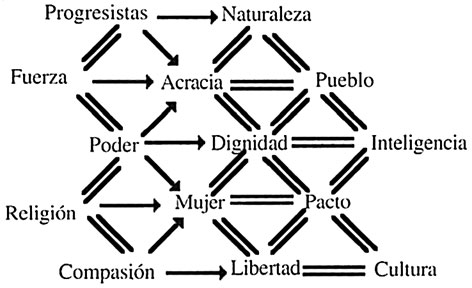 Progresistas Naturaleza
Fuerza Acracia Pueblo
Poder Dignidad Inteligencia
Religión Mujer Pacto
Compasión Libertad Cultura